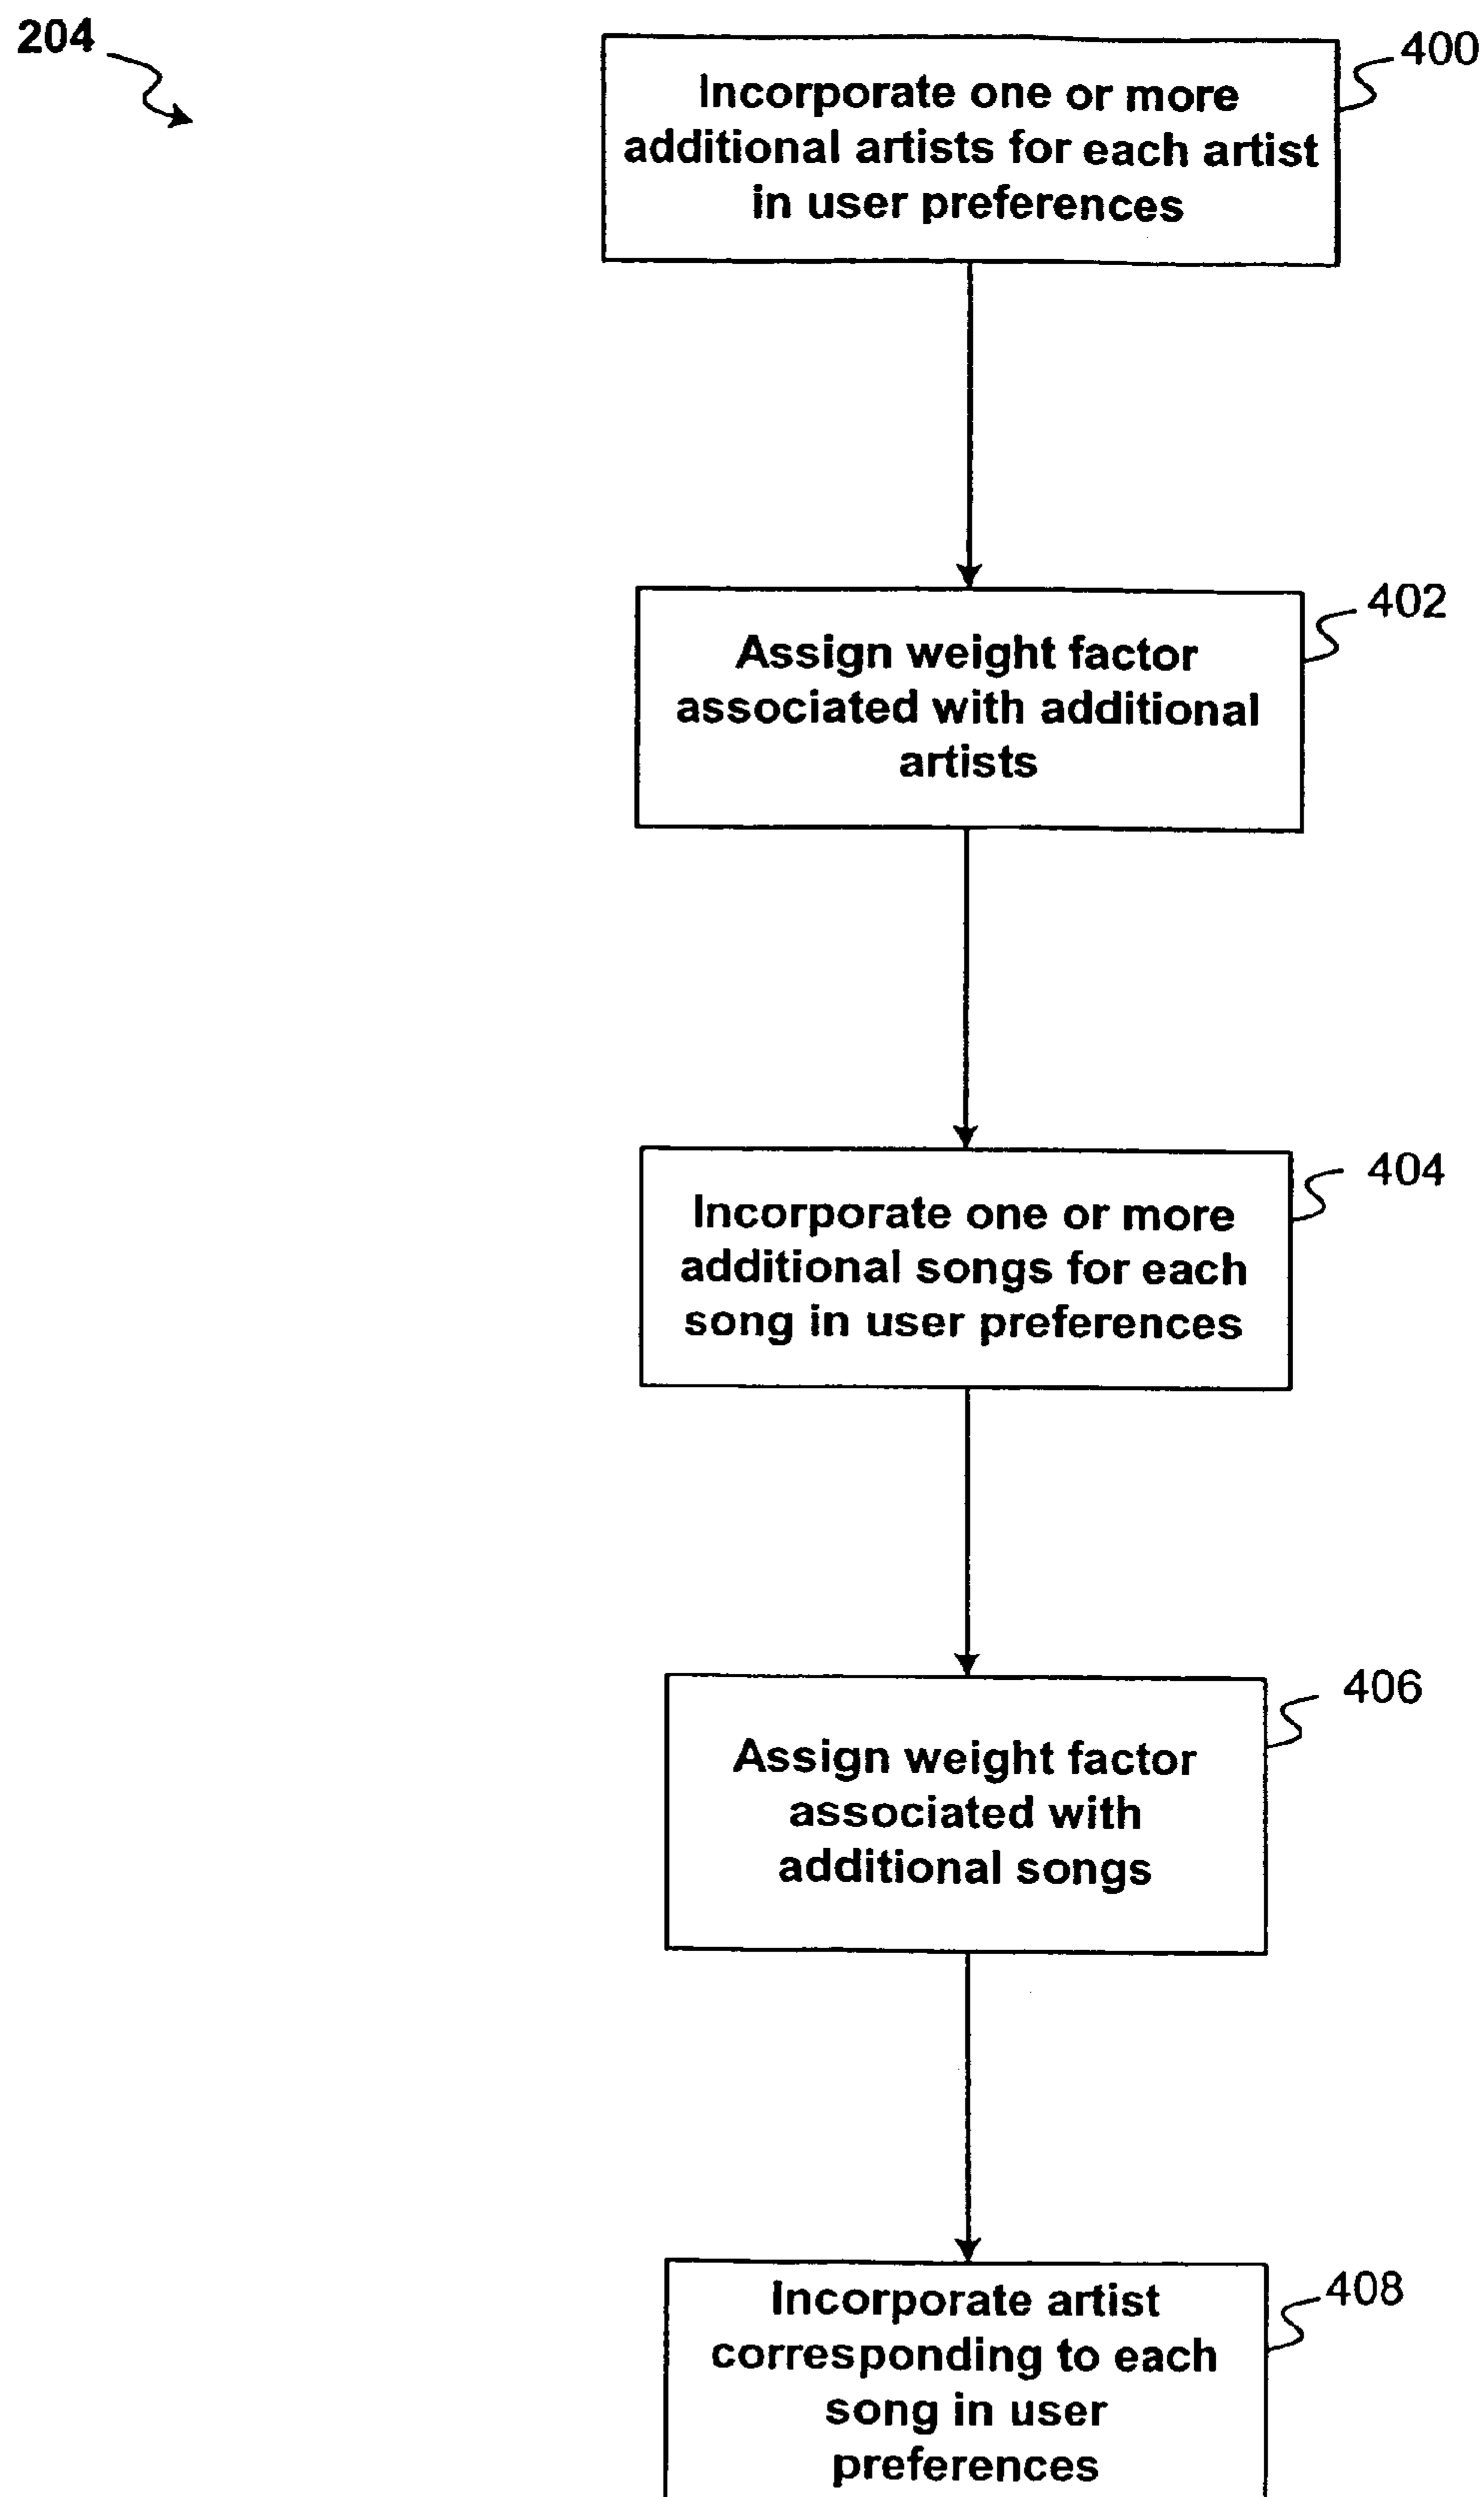 204
400
Incorporate one or more
additional artists for each artist
in user preferences
402
Assign weight factor
associated with additional
artists
404
Incorporate one or more
additional songs for each
song in user preferences
406
Assign weight factor
associated with
additional songs
408
Incorporate artist
corresponding to each
song in user
preferences